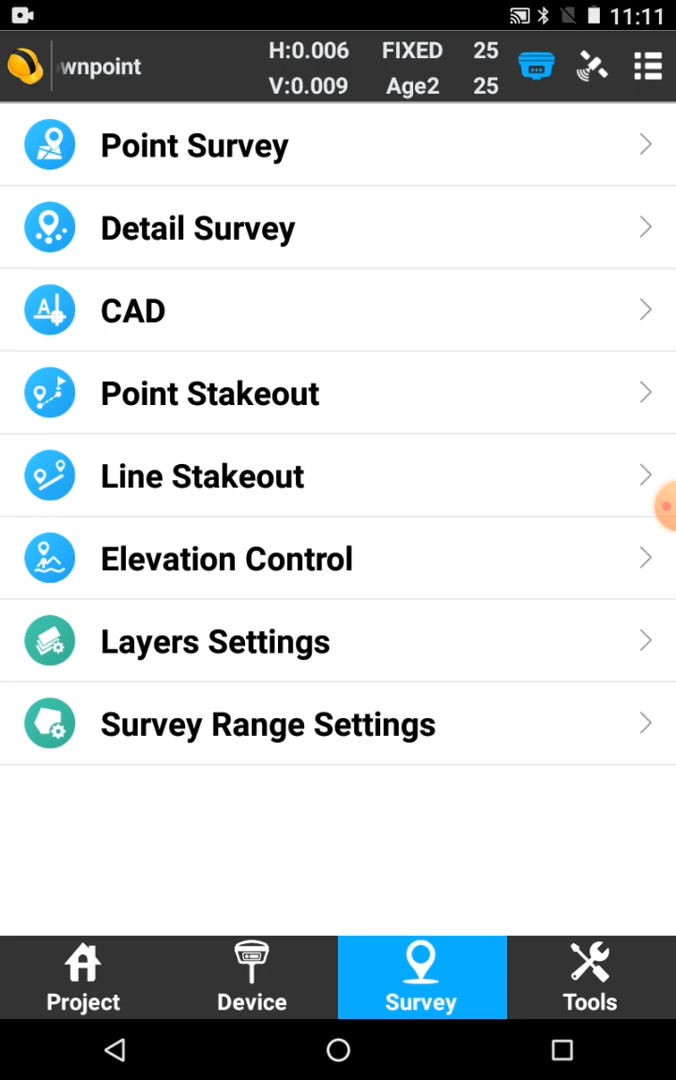 11:11
wnpoint
H:0.006 FIXED 25
V:0.009 Age2 25
Point Survey
Detail Survey
CAD
Point Stakeout
Line Stakeout
Elevation Control
Layers Settings
Survey Range Settings
Project Device Survey Tools